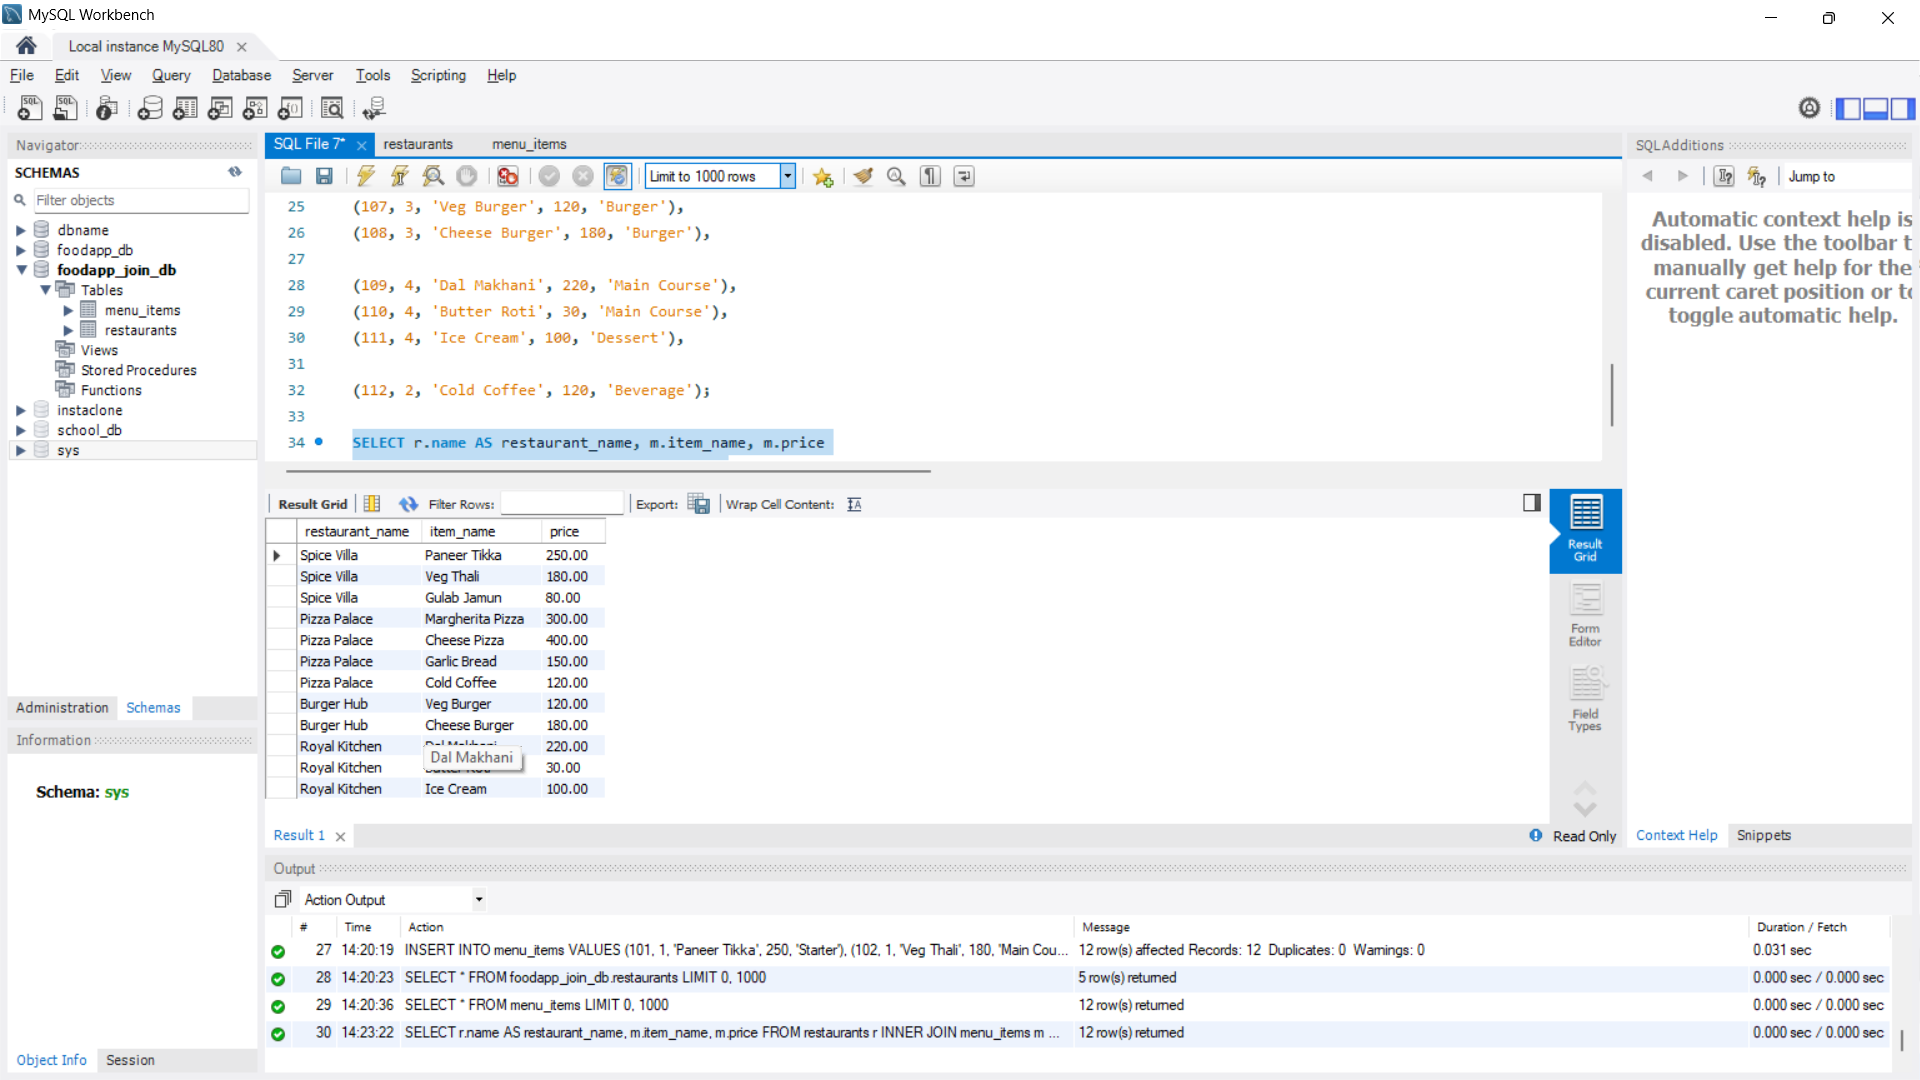 MySQL Workbench
Local instance MySQL80
File Edit View Query Database Server Tools Scripting Help
Navigator
SCHEMAS
Filter objects
dbname
foodapp_db
foodapp_join_db
Tables
menu_items
restaurants
Views
Stored Procedures
Functions
instaclone
school_db
sys
Administration Schemas
Information
Schema: sys
Object Info Session
SQL File 7* restaurants menu_items
Limit to 1000 rows
25 (107, 3, 'Veg Burger', 120, 'Burger'),
26 (108, 3, 'Cheese Burger', 180, 'Burger'),
27
28 (109, 4, 'Dal Makhani', 220, 'Main Course'),
29 (110, 4, 'Butter Roti', 30, 'Main Course'),
30 (111, 4, 'Ice Cream', 100, 'Dessert'),
31
32 (112, 2, 'Cold Coffee', 120, 'Beverage');
33
34 SELECT r.name AS restaurant_name, m.item_name, m.price
Result Grid Filter Rows: Export: Wrap Cell Content:
restaurant_name item_name price
Spice Villa Paneer Tikka 250.00
Spice Villa Veg Thali 180.00
Spice Villa Gulab Jamun 80.00
Pizza Palace Margherita Pizza 300.00
Pizza Palace Cheese Pizza 400.00
Pizza Palace Garlic Bread 150.00
Pizza Palace Cold Coffee 120.00
Burger Hub Veg Burger 120.00
Burger Hub Cheese Burger 180.00
Royal Kitchen Dal Makhani 220.00
Dal Makhani
Royal Kitchen 30.00
Royal Kitchen Ice Cream 100.00
Result Grid
Form Editor
Field Types
Result 1
Read Only
SQLAdditions
Jump to
Automatic context help is
disabled. Use the toolbar t
manually get help for the
current caret position or to
toggle automatic help.
Context Help Snippets
Output
Action Output
# Time Action Message Duration / Fetch
27 14:20:19 INSERT INTO menu_items VALUES (101, 1, 'Paneer Tikka', 250, 'Starter'), (102, 1, 'Veg Thali', 180, 'Main Cou... 12 row(s) affected Records: 12 Duplicates: 0 Warnings: 0 0.031 sec
28 14:20:23 SELECT * FROM foodapp_join_db.restaurants LIMIT 0, 1000 5 row(s) returned 0.000 sec / 0.000 sec
29 14:20:36 SELECT * FROM menu_items LIMIT 0, 1000 12 row(s) returned 0.000 sec / 0.000 sec
30 14:23:22 SELECT r.name AS restaurant_name, m.item_name, m.price FROM restaurants r INNER JOIN menu_items m ... 12 row(s) returned 0.000 sec / 0.000 sec